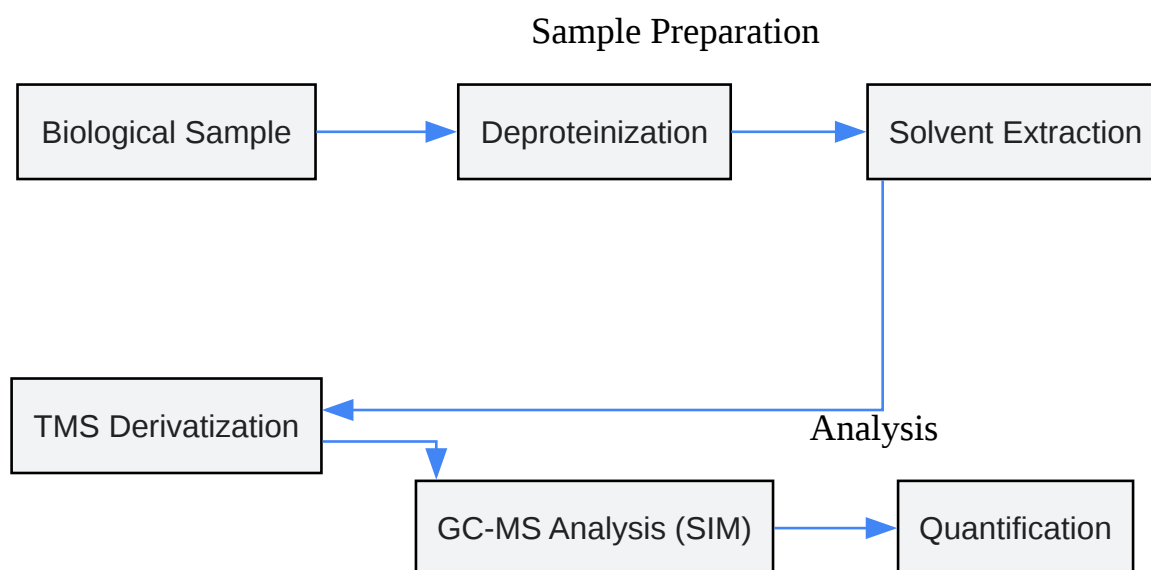 Sample Preparation
Biological Sample
Deproteinization
Solvent Extraction
TMS Derivatization
Analysis
GC-MS Analysis (SIM)
Quantification